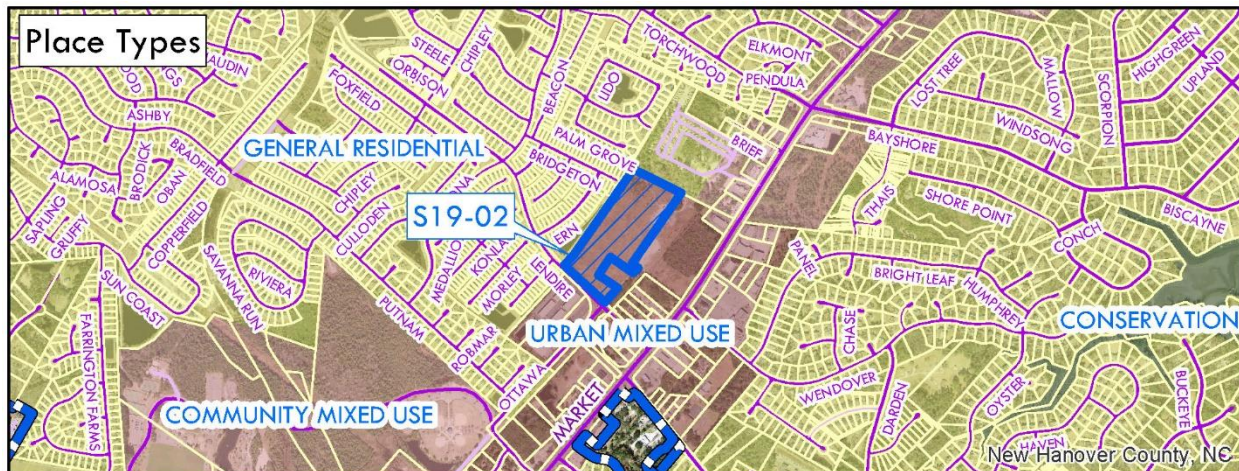 Place Types
AUDIN
STEELE
CHIPLEY
ORBISON
FOXFIELD
BEACON
LIDO
TORCHWOOD
ELKMONT
PENDULA
LOST TREE
MALLOW
SCORPION
HIGHGREEN
UPLAND
ASHBY
WINDSONG
BRODICK
OBAN
BRADFIELD
GENERAL RESIDENTIAL
PALM GROVE
BRIEF
BAYSHORE
BRIDGETON
ALAMOSA
SAPLING
GRUFFY
COPPERFIELD
CHIPLEY
CULLODEN
S19-02
THAIS
SHORE POINT
CONCH
BISCAYNE
SUN COAST
SAVANNA RUN
RIVIERA
MORLEY
LENDIRE
PANEL
BRIGHT LEAF
HUMPHREY
FARRINGTON FARMS
PUTNAM
ROBMAR
URBAN MIXED USE
CHASE
CONSERVATION
OTTAWA
MARKET
WENDOVER
DARDEN
OYSTER
BUCKEYE
COMMUNITY MIXED USE
HAVEN
New Hanover County, NC